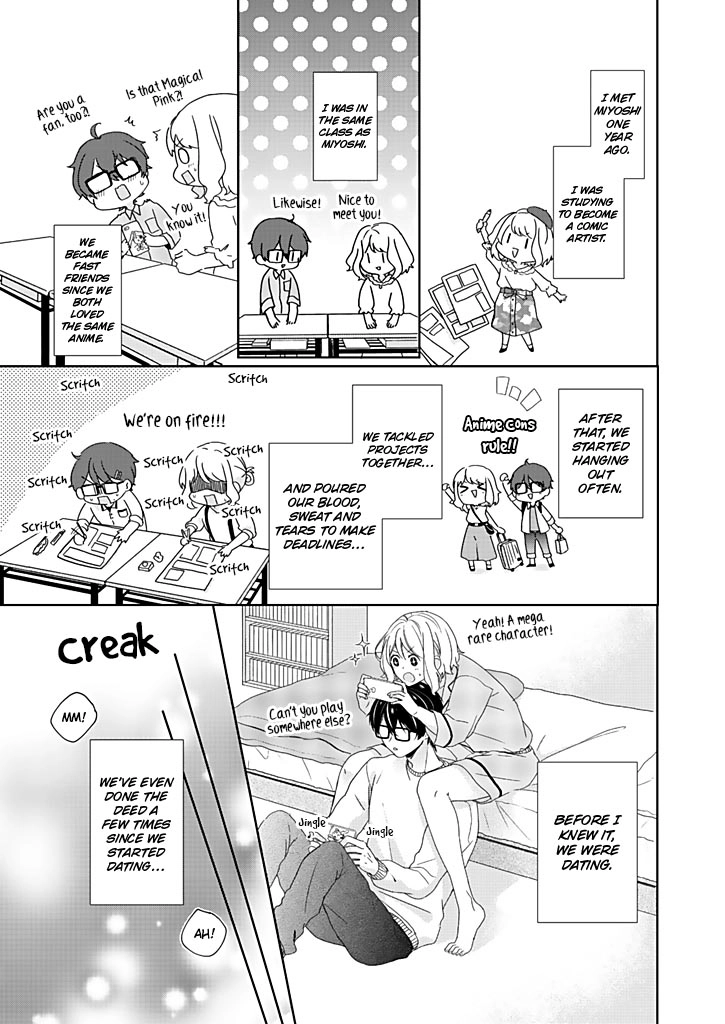 I MET
MIYOSHI
ONE
YEAR
AGO.
I WAS
STUDYING
TO BECOME
A COMIC
ARTIST.
I WAS IN
THE SAME
CLASS AS
MIYOSHI.
Nice to
meet you!
Likewise!
Is that Magical
Pink?!
Are you a
fan, too?!
You
know it!
WE
BECAME
FAST
FRIENDS
SINCE WE
BOTH
LOVED
THE SAME
ANIME.
AFTER
THAT, WE
STARTED
HANGING
OUT
OFTEN.
Anime cons
rule!!
WE TACKLED
PROJECTS
TOGETHER...
AND POURED
OUR BLOOD,
SWEAT AND
TEARS TO MAKE
DEADLINES...
Scritch
Scritch
We're on fire!!!
Scritch
Scritch
Scritch
Scritch
Scritch
Scritch
Scritch
Scritch
Scritch
Yeah! A mega
rare character!
Can't you play
somewhere else?
Jingle
Jingle
BEFORE I
KNEW IT,
WE WERE
DATING.
Creak
MM!
WE'VE EVEN
DONE THE
DEED A
FEW TIMES
SINCE WE
STARTED
DATING...
AH!